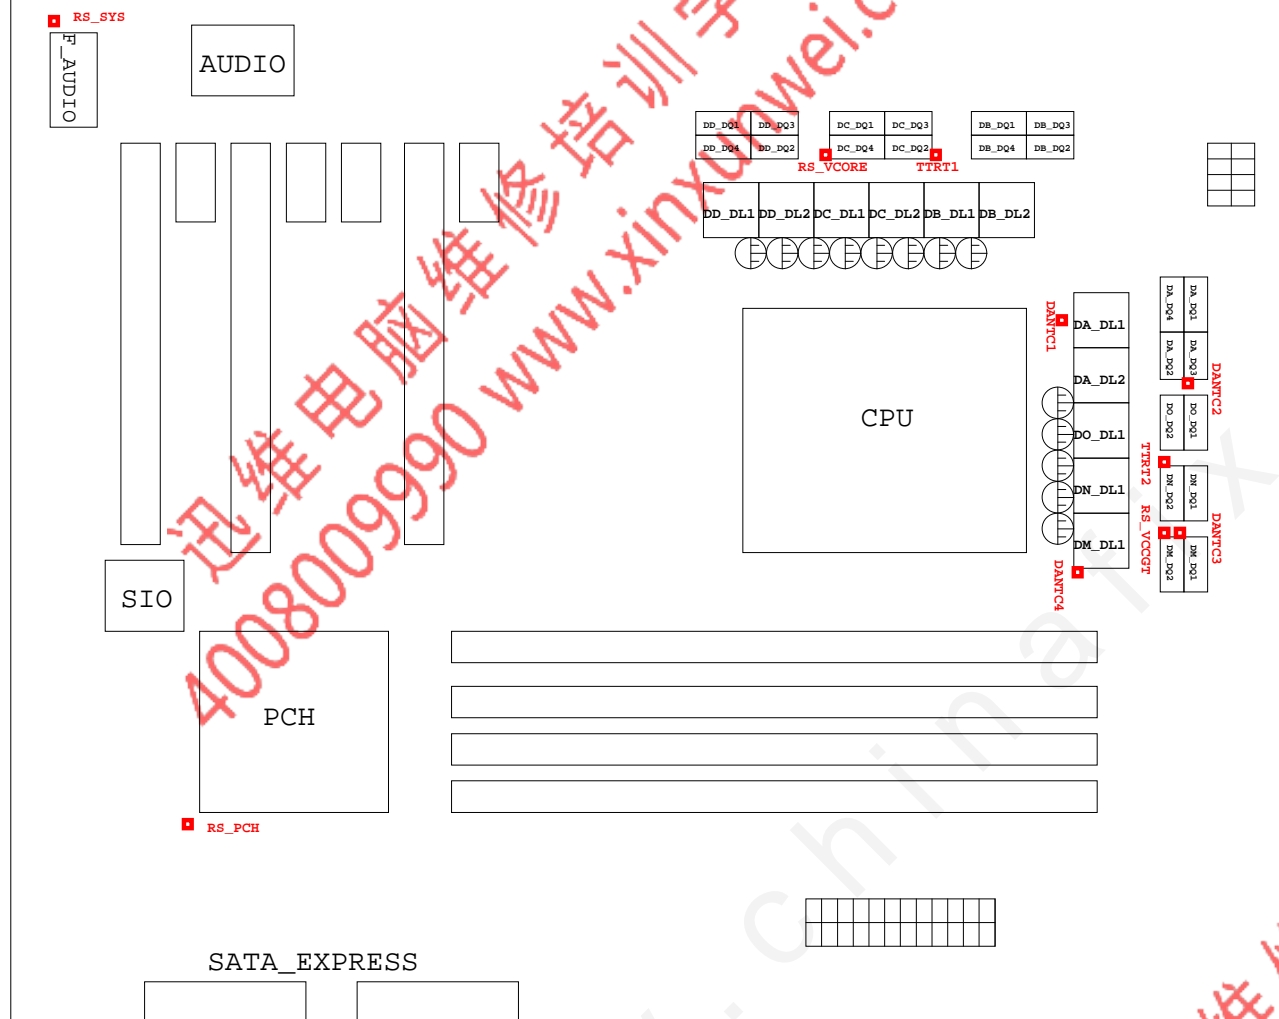 RS_SYS
F_AUDIO
AUDIO
DD_DQ1 DD_DQ3
DD_DQ4 DD_DQ2
DC_DQ1 DC_DQ3
DC_DQ4 DC_DQ2
DB_DQ1 DB_DQ3
DB_DQ4 DB_DQ2
RS_VCORE
TTRT1
DD_DL1 DD_DL2 DC_DL1 DC_DL2 DB_DL1 DB_DL2
DANTC1
DA_DL1
DA_DL2
DO_DL1
DN_DL1
DM_DL1
DA_DQ4
DA_DQ1
DA_DQ2
DA_DQ3
DANTC2
DO_DQ2
DO_DQ1
TTRT2
DN_DQ2
DN_DQ1
RS_VCCGT
DANTC3
DM_DQ2
DM_DQ1
DANTC4
CPU
SIO
PCH
RS_PCH
SATA_EXPRESS
迅维电脑维修培训学
4008009990 www.xinxunwei.c
.chinafix
维修